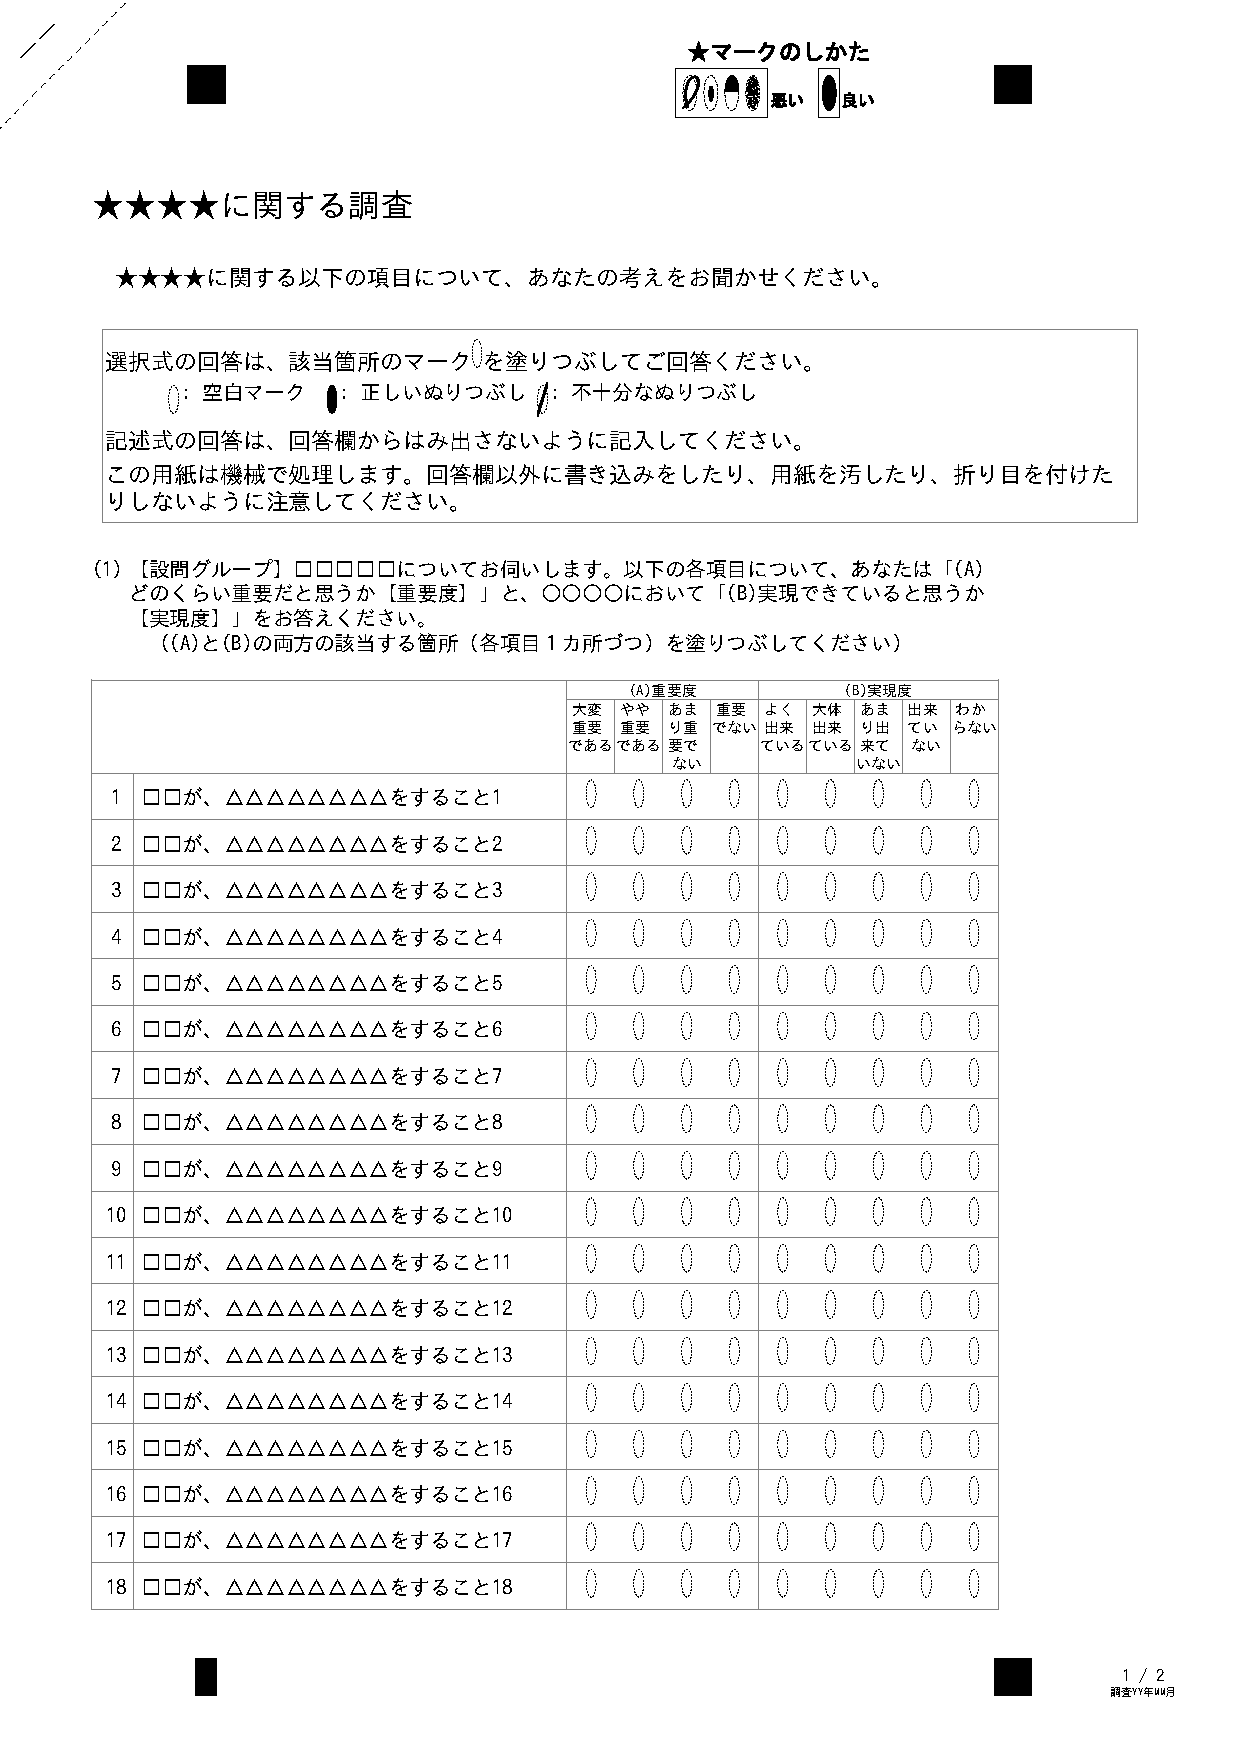 ★マークのしかた
悪い 良い
★★★★に関する調査
★★★★に関する以下の項目について、あなたの考えをお聞かせください。
選択式の回答は、該当箇所のマーク を塗りつぶしてご回答ください。
: 空白マーク : 正しいぬりつぶし : 不十分なぬりつぶし
記述式の回答は、回答欄からはみ出さないように記入してください。
この用紙は機械で処理します。回答欄以外に書き込みをしたり、用紙を汚したり、折り目を付けた
りしないように注意してください。
(1) 【設問グループ】□□□□□についてお伺いします。以下の各項目について、あなたは「(A)
どのくらい重要だと思うか【重要度】」と、〇〇〇〇において「(B)実現できていると思うか
【実現度】」をお答えください。
((A)と(B)の両方の該当する箇所（各項目１カ所づつ）を塗りつぶしてください）
(A)重要度 (B)実現度
大変 やや あま 重要 よく 大体 あま 出来 わか
重要 重要 り重 でない 出来 出来 り出 てい らない
である である 要で ている ている 来て ない
ない いない
1 □□が、△△△△△△△△をすること1
2 □□が、△△△△△△△△をすること2
3 □□が、△△△△△△△△をすること3
4 □□が、△△△△△△△△をすること4
5 □□が、△△△△△△△△をすること5
6 □□が、△△△△△△△△をすること6
7 □□が、△△△△△△△△をすること7
8 □□が、△△△△△△△△をすること8
9 □□が、△△△△△△△△をすること9
10 □□が、△△△△△△△△をすること10
11 □□が、△△△△△△△△をすること11
12 □□が、△△△△△△△△をすること12
13 □□が、△△△△△△△△をすること13
14 □□が、△△△△△△△△をすること14
15 □□が、△△△△△△△△をすること15
16 □□が、△△△△△△△△をすること16
17 □□が、△△△△△△△△をすること17
18 □□が、△△△△△△△△をすること18
1 / 2
調査YY年MM月